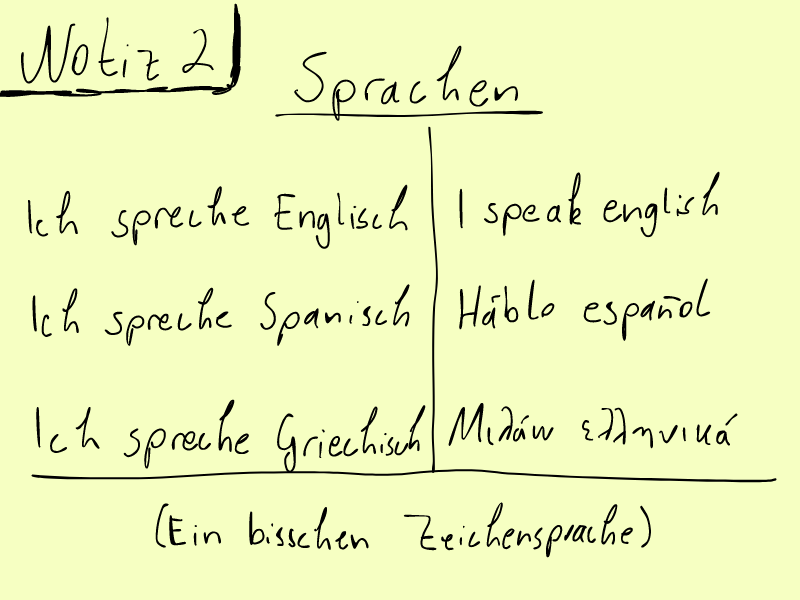 Notiz 2
Sprachen
Ich spreche Englisch | I speak english
Ich spreche Spanisch | Háblo español
Ich spreche Griechisch | Μιλάω ελληνικά
(Ein bisschen Zeichensprache)